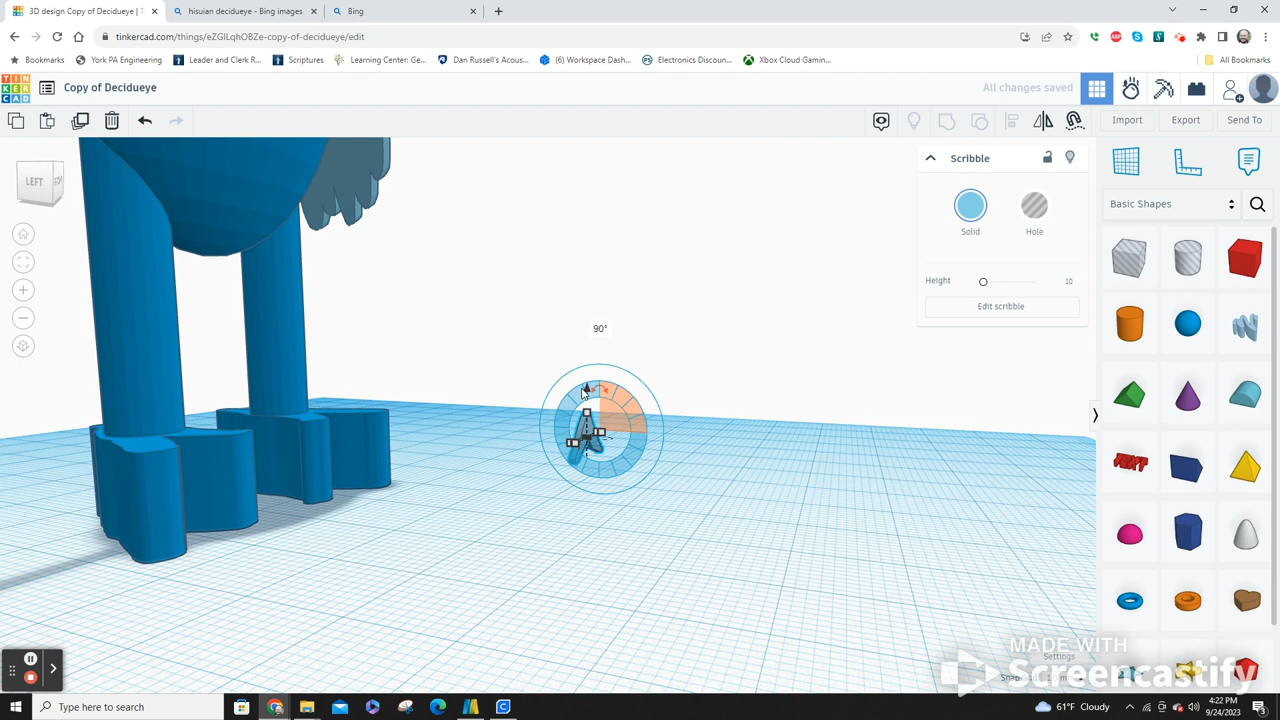 3D design Copy of Decidueye | T
hisuian decidueye - Bing images
Bing
tinkercad.com/things/eZGlLqhOBZe-copy-of-decidueye/edit
Bookmarks
York PA Engineering
Leader and Clerk R...
Scriptures
Learning Center: Ge...
Dan Russell's Acous...
(6) Workspace Dash...
Electronics Discoun...
Xbox Cloud Gamin...
All Bookmarks
TIN
KER
CAD
Copy of Decidueye
All changes saved
Import
Export
Send To
LEFT
Scribble
Solid
Hole
Height
10
Edit scribble
Basic Shapes
90°
TEXT
MADE WITH
Screencastify
Settings
Type here to search
61°F Cloudy
4:22 PM
9/24/2023
3